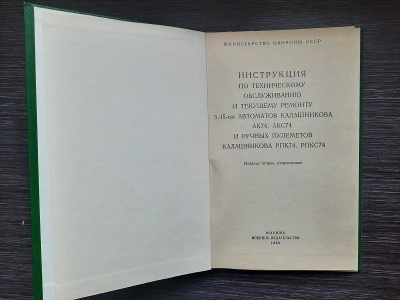 МИНИСТЕРСТВО ОБОРОНЫ СССР
ИНСТРУКЦИЯ
ПО ТЕХНИЧЕСКОМУ
ОБСЛУЖИВАНИЮ
И ТЕКУЩЕМУ РЕМОНТУ
5,45-мм АВТОМАТОВ КАЛАШНИКОВА
АК74, АКС74
И РУЧНЫХ ПУЛЕМЕТОВ
КАЛАШНИКОВА РПК74, РПКС74
Издание второе, исправленное
МОСКВА
ВОЕННОЕ ИЗДАТЕЛЬСТВО